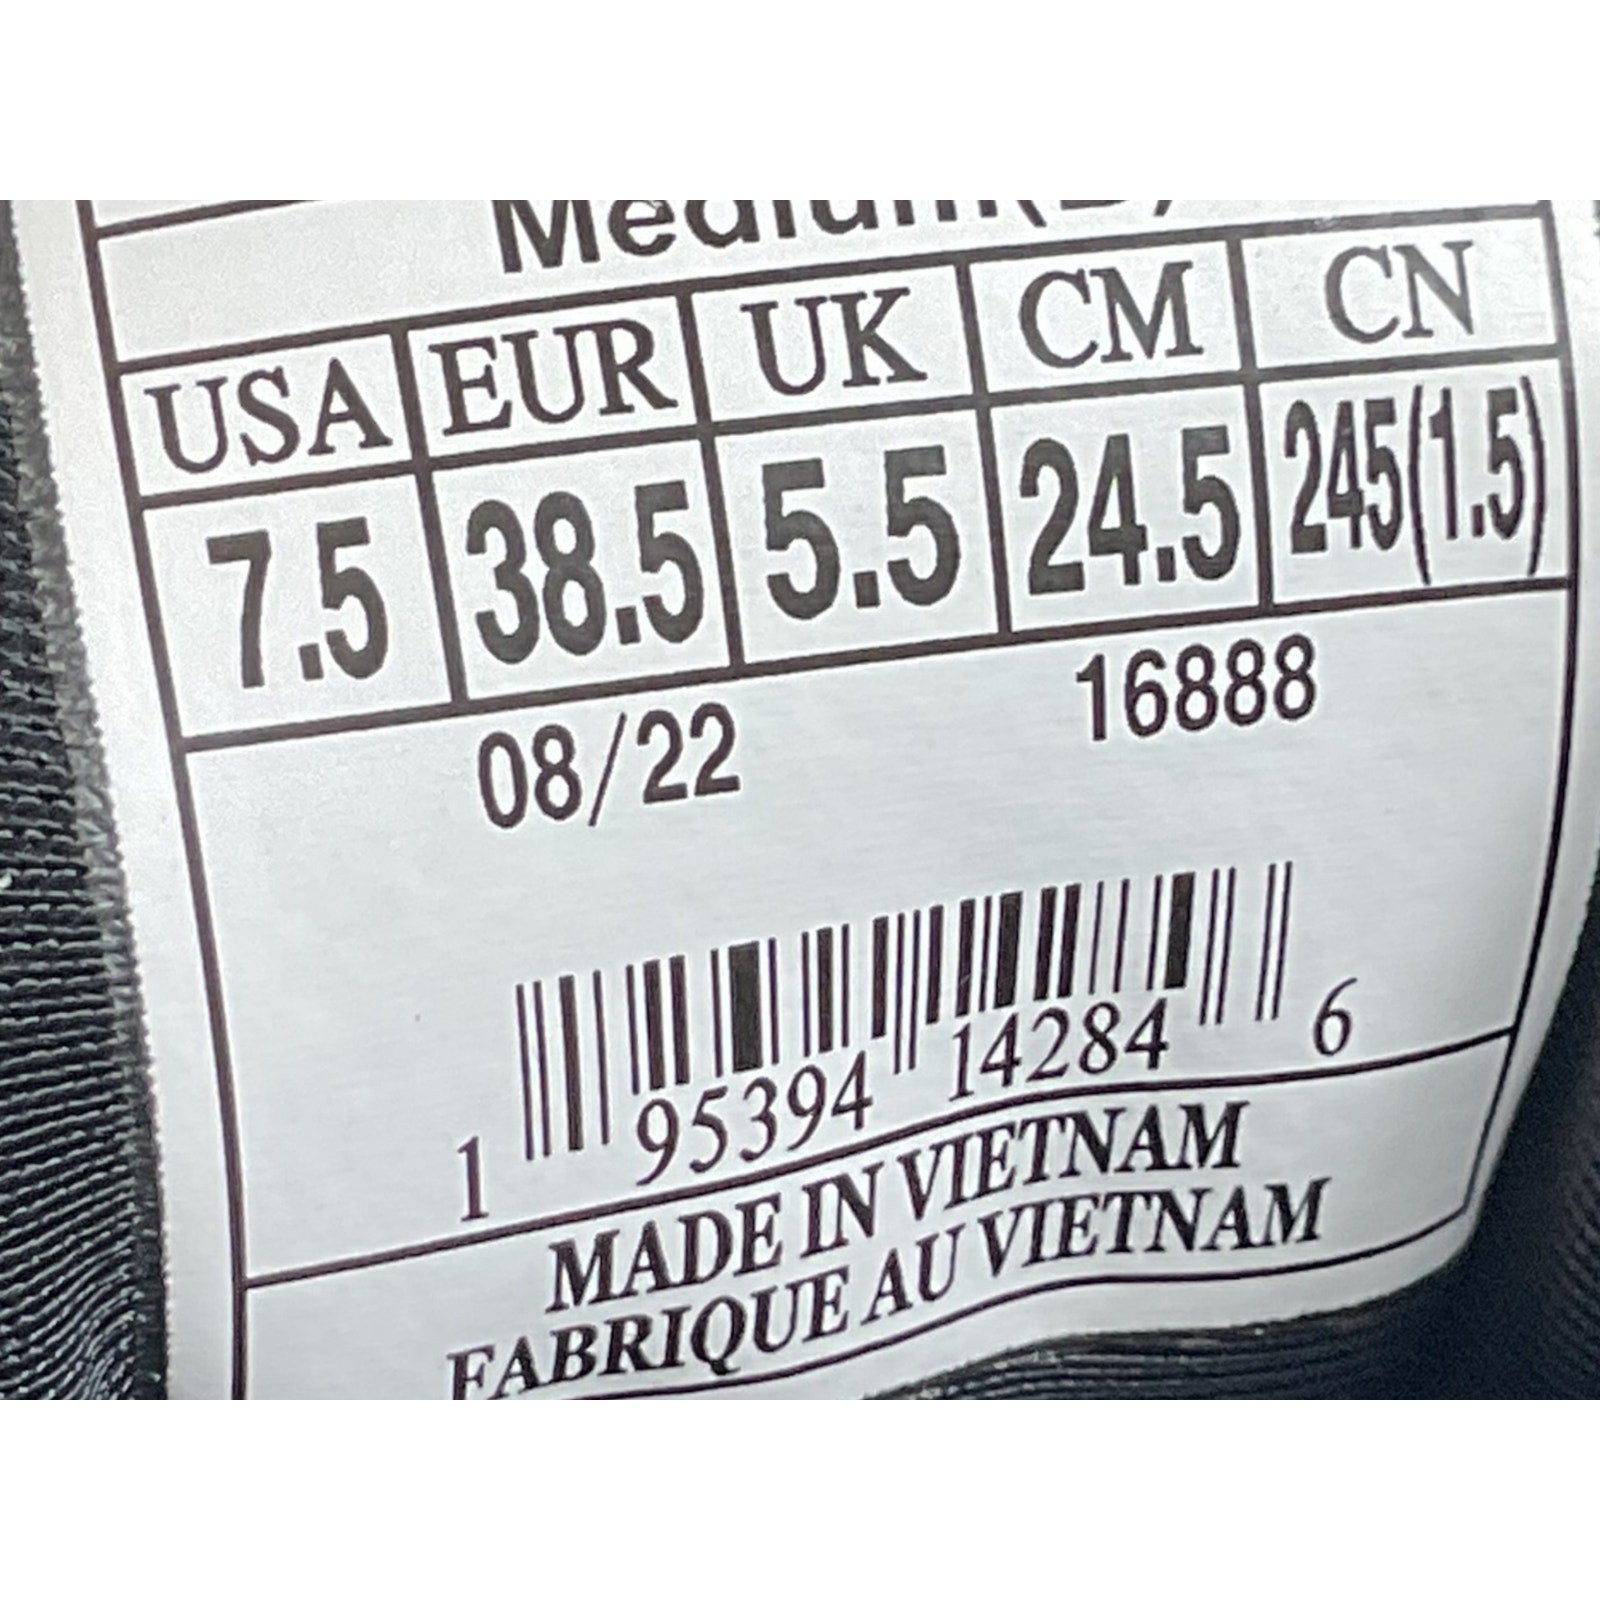 USA EUR UK CM CN
7.5 38.5 5.5 24.5 245(1.5)
08/22 16888
1 95394 14284 6
MADE IN VIETNAM
FABRIQUE AU VIETNAM